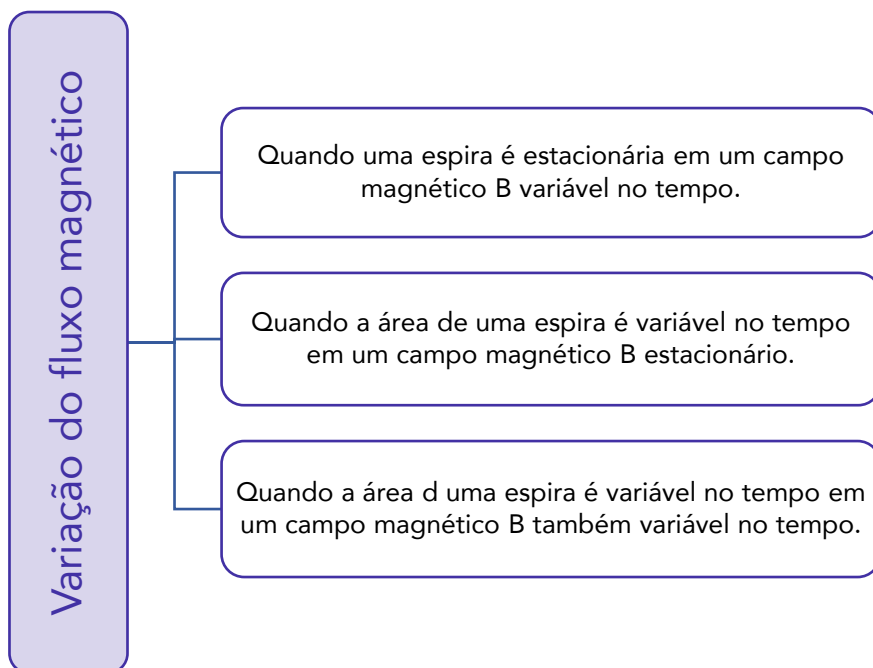 Variação do fluxo magnético
Quando uma espira é estacionária em um campo
magnético B variável no tempo.
Quando a área de uma espira é variável no tempo
em um campo magnético B estacionário.
Quando a área d uma espira é variável no tempo em
um campo magnético B também variável no tempo.